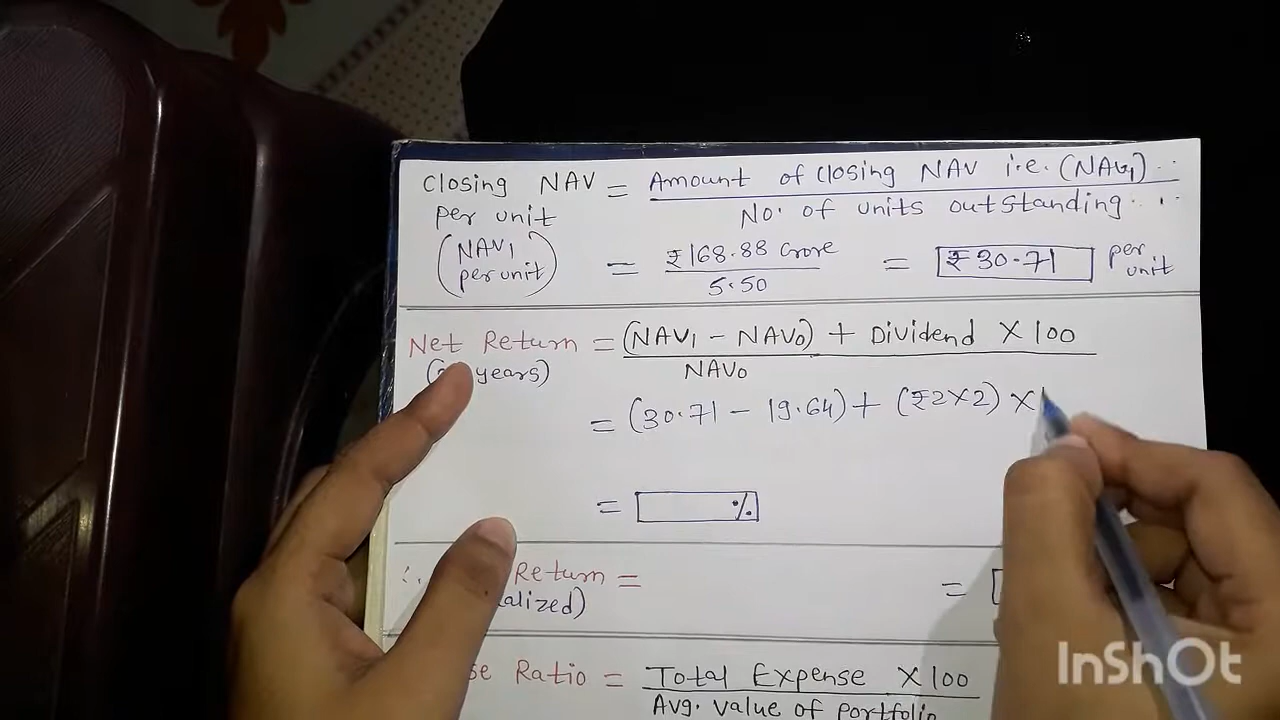 Closing NAV = Amount of closing NAV i.e. (NAV1)
per unit No. of units outstanding
(NAV1 per unit) = ₹168.88 Crore / 5.50 = ₹30.71 per unit
Net Return = (NAV1 - NAV0) + Dividend X 100
years) NAV0
= (30.71 - 19.64) + (₹2X2) X
= %
∴ Return = =
alized)
se Ratio = Total Expense X 100
Avg. value of portfolio
InShOt